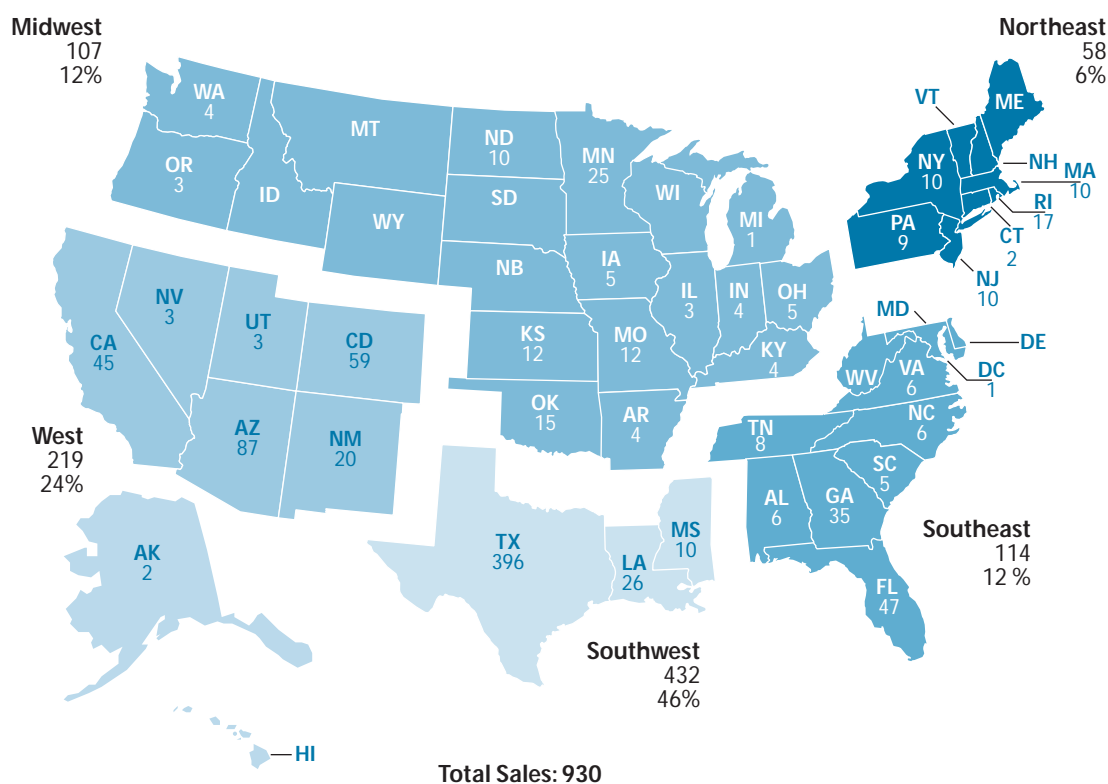 Midwest
107
12%
Northeast
58
6%
WA
4
OR
3
ID
MT
WY
ND
10
SD
NB
KS
12
OK
15
MN
25
IA
5
MO
12
AR
4
WI
IL
3
MI
1
IN
4
OH
5
KY
4
VT
ME
NH
MA
10
NY
10
RI
17
CT
2
PA
9
NJ
10
MD
DE
DC
1
WV
VA
6
NC
6
TN
8
SC
5
AL
6
GA
35
FL
47
Southeast
114
12 %
CA
45
NV
3
UT
3
CD
59
AZ
87
NM
20
West
219
24%
AK
2
HI
TX
396
LA
26
MS
10
Southwest
432
46%
Total Sales: 930